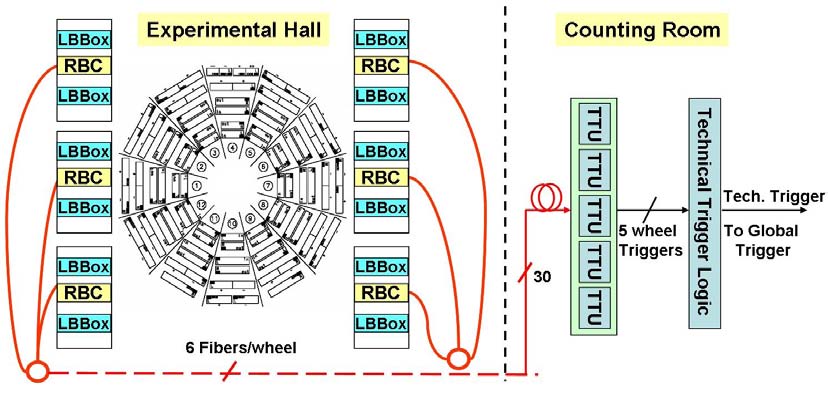 Experimental Hall
Counting Room
LBBox
RBC
LBBox
LBBox
RBC
LBBox
LBBox
RBC
LBBox
1
2
3
4
5
6
7
8
9
10
11
12
LBBox
RBC
LBBox
LBBox
RBC
LBBox
LBBox
RBC
LBBox
6 Fibers/wheel
30
TTU
TTU
TTU
TTU
TTU
5 wheel
Triggers
Technical Trigger Logic
Tech. Trigger
To Global
Trigger